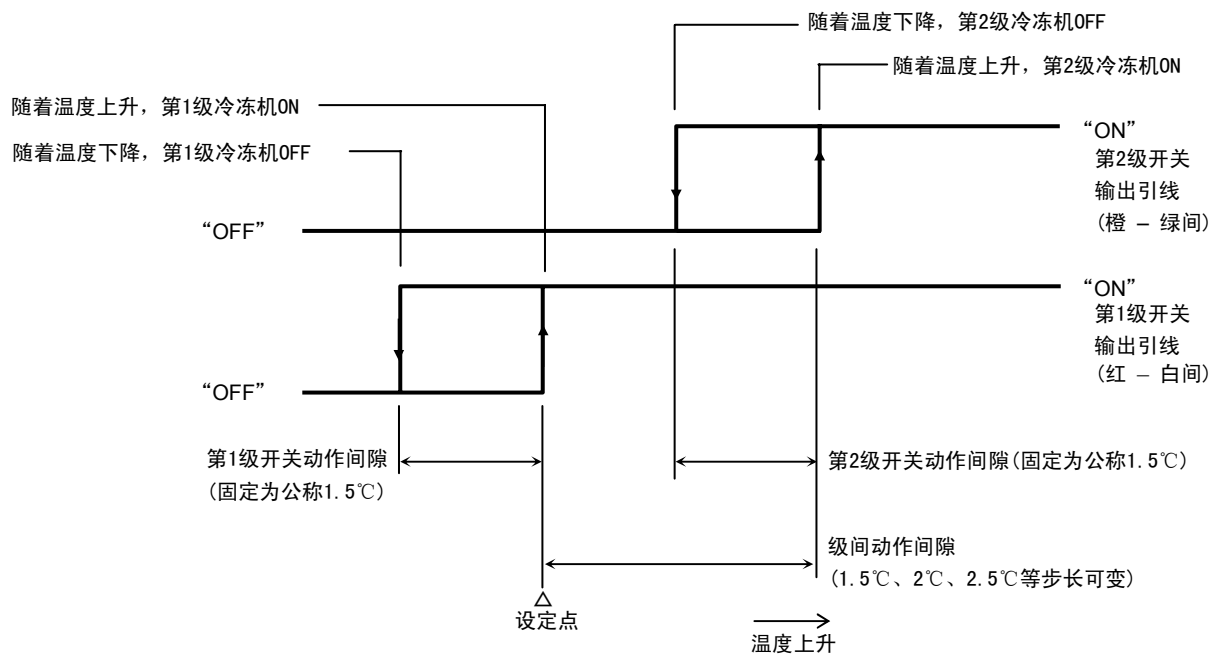 随着温度下降，第2级冷冻机OFF
随着温度上升，第2级冷冻机ON
随着温度上升，第1级冷冻机ON
随着温度下降，第1级冷冻机OFF
“ON”
第2级开关
输出引线
(橙 – 绿间)
“OFF”
“ON”
第1级开关
输出引线
(红 – 白间)
“OFF”
第1级开关动作间隙
(固定为公称1.5℃)
第2级开关动作间隙(固定为公称1.5℃)
级间动作间隙
(1.5℃、2℃、2.5℃等步长可变)
设定点
温度上升